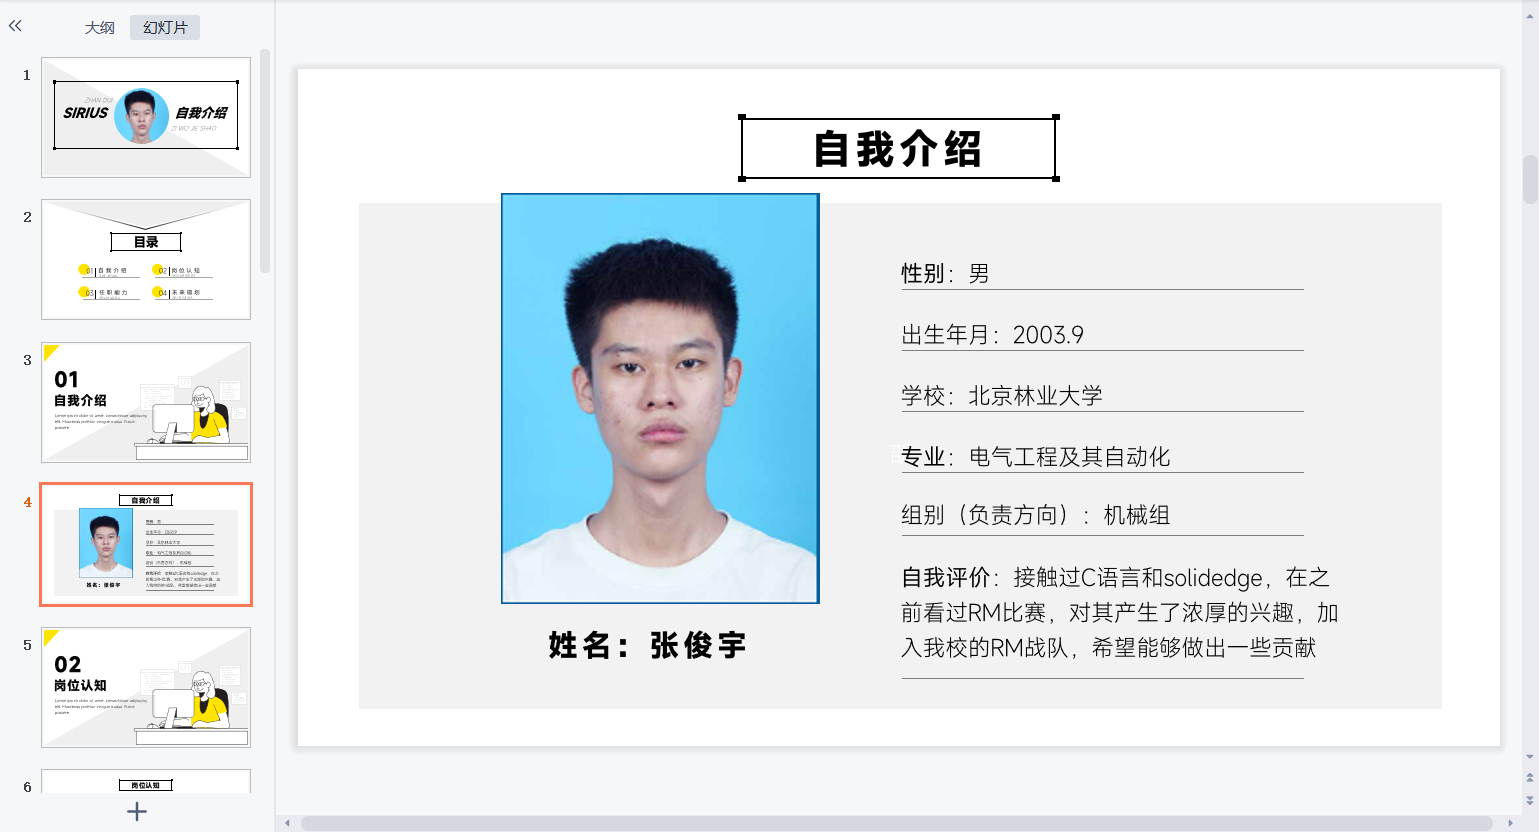 大纲
幻灯片
1
ZHAN DUI
SIRIUS
自我介绍
ZI WO JIE SHAO
2
目录
01 自我介绍
02 岗位认知
03 任职能力
04 未来规划
3
01
自我介绍
4
自我介绍
姓名：张俊宇
5
02
岗位认知
6
岗位认知
自我介绍
性别：男
出生年月：2003.9
学校：北京林业大学
专业：电气工程及其自动化
组别（负责方向）：机械组
自我评价：接触过C语言和solidedge，在之
前看过RM比赛，对其产生了浓厚的兴趣，加
入我校的RM战队，希望能够做出一些贡献
姓名：张俊宇